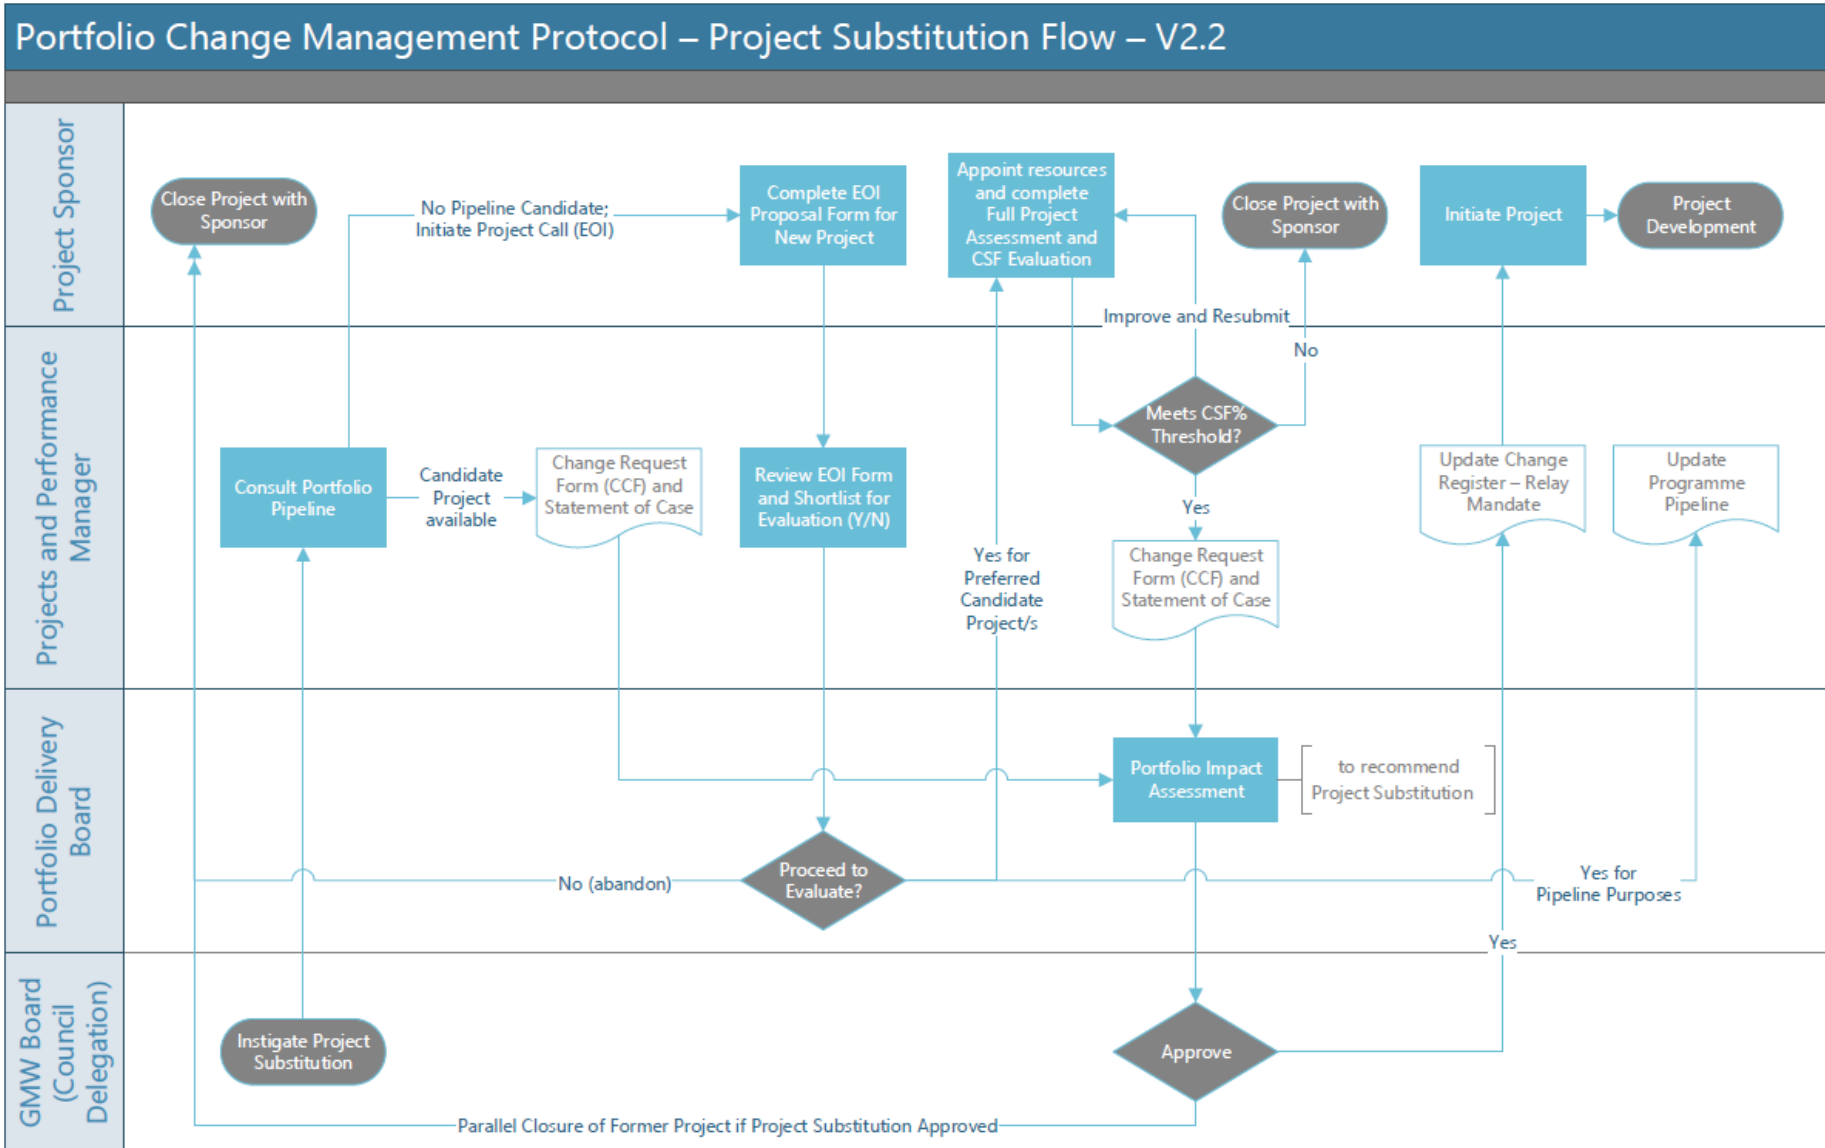 Portfolio Change Management Protocol – Project Substitution Flow – V2.2
Project Sponsor
Close Project with
Sponsor
No Pipeline Candidate;
Initiate Project Call (EOI)
Complete EOI
Proposal Form for
New Project
Appoint resources
and complete
Full Project
Assessment and
CSF Evaluation
Close Project with
Sponsor
Initiate Project
Project
Development
Improve and Resubmit
No
Projects and Performance
Manager
Consult Portfolio
Pipeline
Candidate
Project
available
Change Request
Form (CCF) and
Statement of Case
Review EOI Form
and Shortlist for
Evaluation (Y/N)
Yes for
Preferred
Candidate
Project/s
Meets CSF%
Threshold?
Yes
Change Request
Form (CCF) and
Statement of Case
Update Change
Register – Relay
Mandate
Update
Programme
Pipeline
Portfolio Delivery
Board
Portfolio Impact
Assessment
to recommend
Project Substitution
No (abandon)
Proceed to
Evaluate?
Yes for
Pipeline Purposes
Yes
GMW Board
(Council
Delegation)
Instigate Project
Substitution
Approve
Parallel Closure of Former Project if Project Substitution Approved